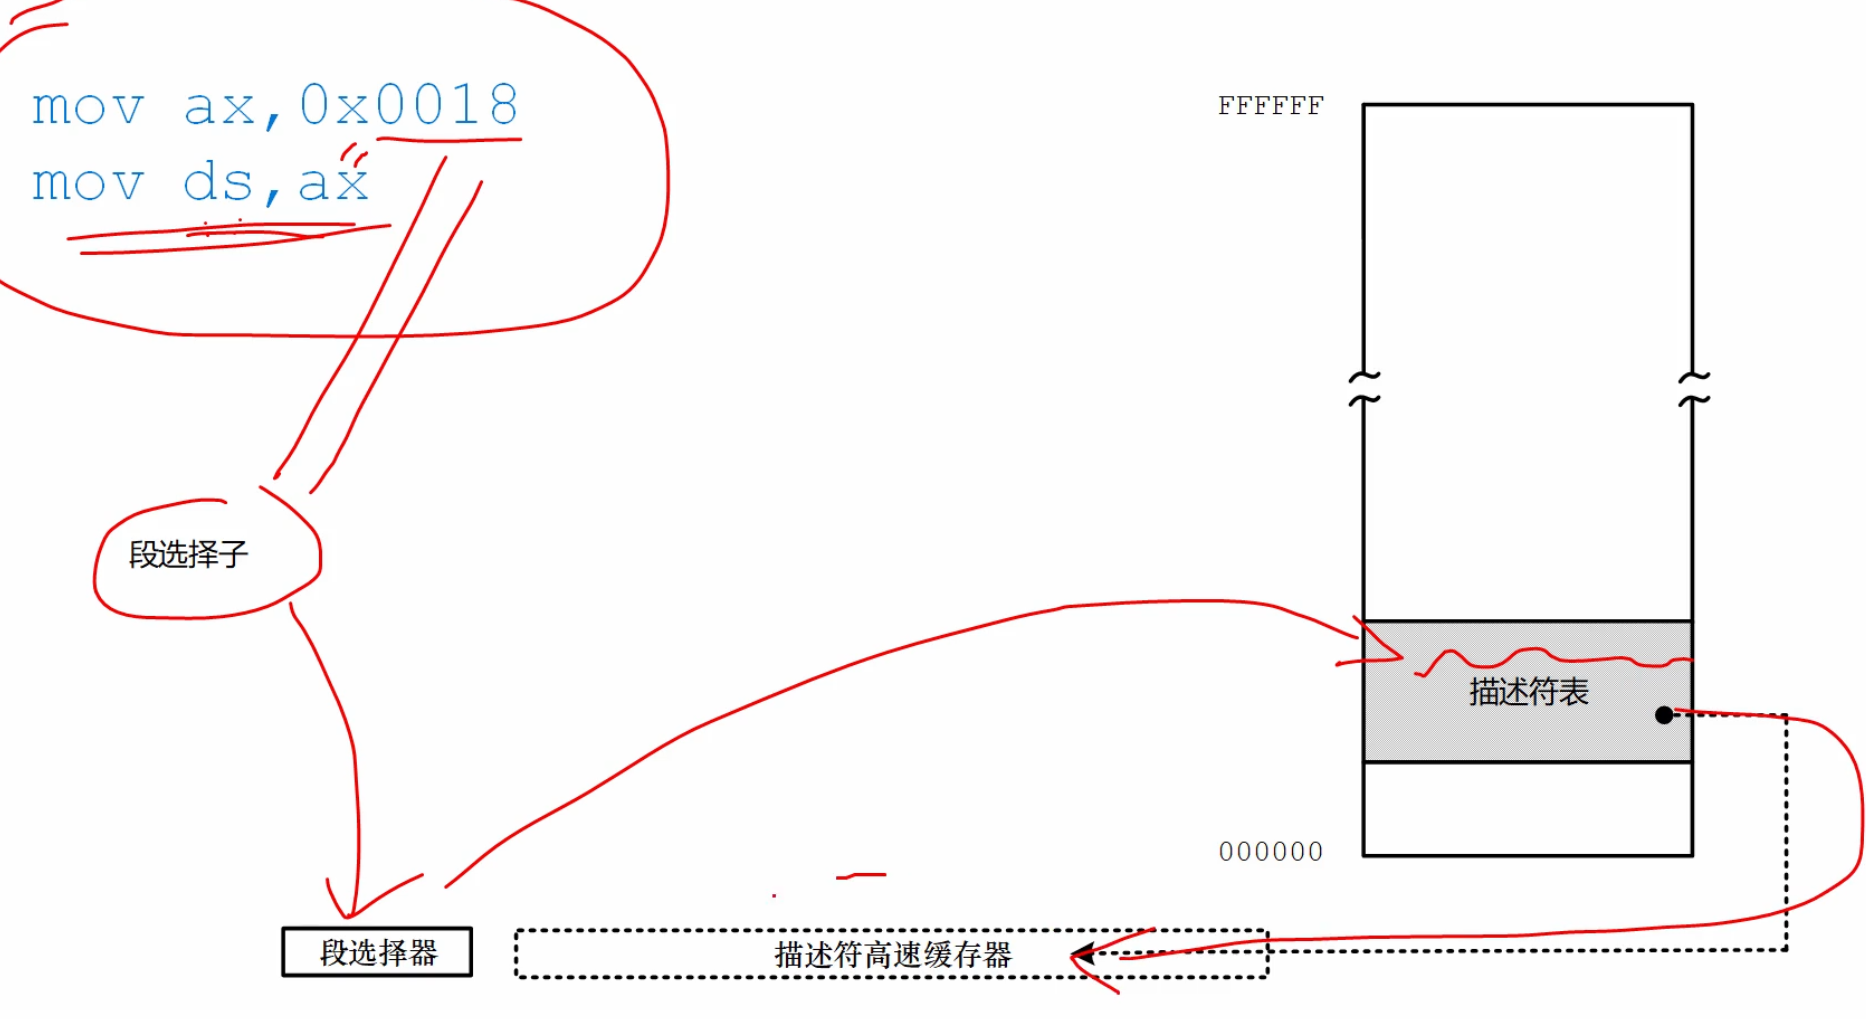 mov ax,0x0018
mov ds,ax
FFFFFF
段选择子
描述符表
000000
段选择器
描述符高速缓存器